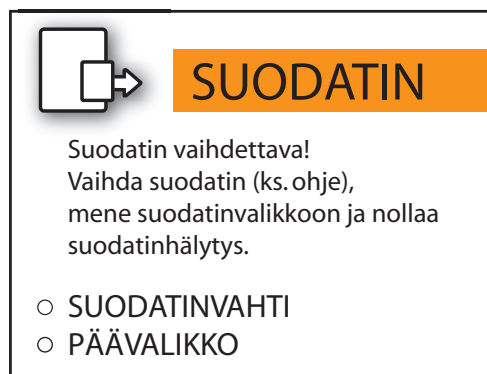 SUODATIN
Suodatin vaihdettava!
Vaihda suodatin (ks. ohje),
mene suodatinvalikkoon ja nollaa
suodatinhälytys.
SUODATINVAHTI
PÄÄVALIKKO